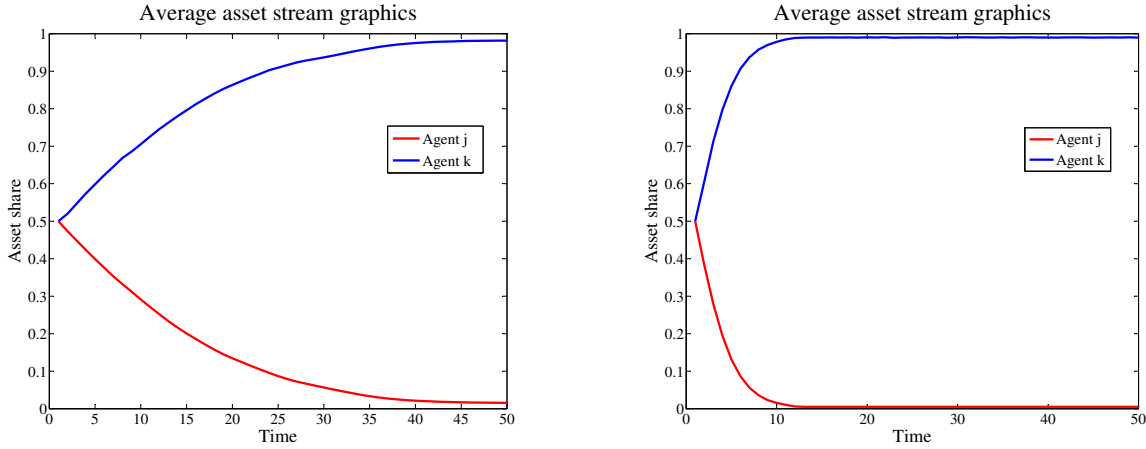 Average asset stream graphics
1
0.9
0.8
0.7
0.6
0.5
0.4
0.3
0.2
0.1
0
Asset share
Agent j
Agent k
0 5 10 15 20 25 30 35 40 45 50
Time
Average asset stream graphics
1
0.9
0.8
0.7
0.6
0.5
0.4
0.3
0.2
0.1
0
Asset share
Agent j
Agent k
0 10 20 30 40 50
Time